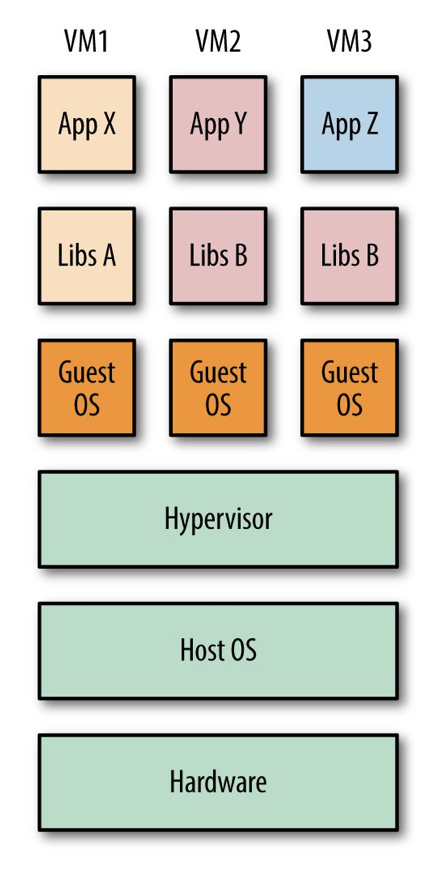 VM1 VM2 VM3
App X App Y App Z
Libs A Libs B Libs B
Guest Guest Guest
OS OS OS
Hypervisor
Host OS
Hardware